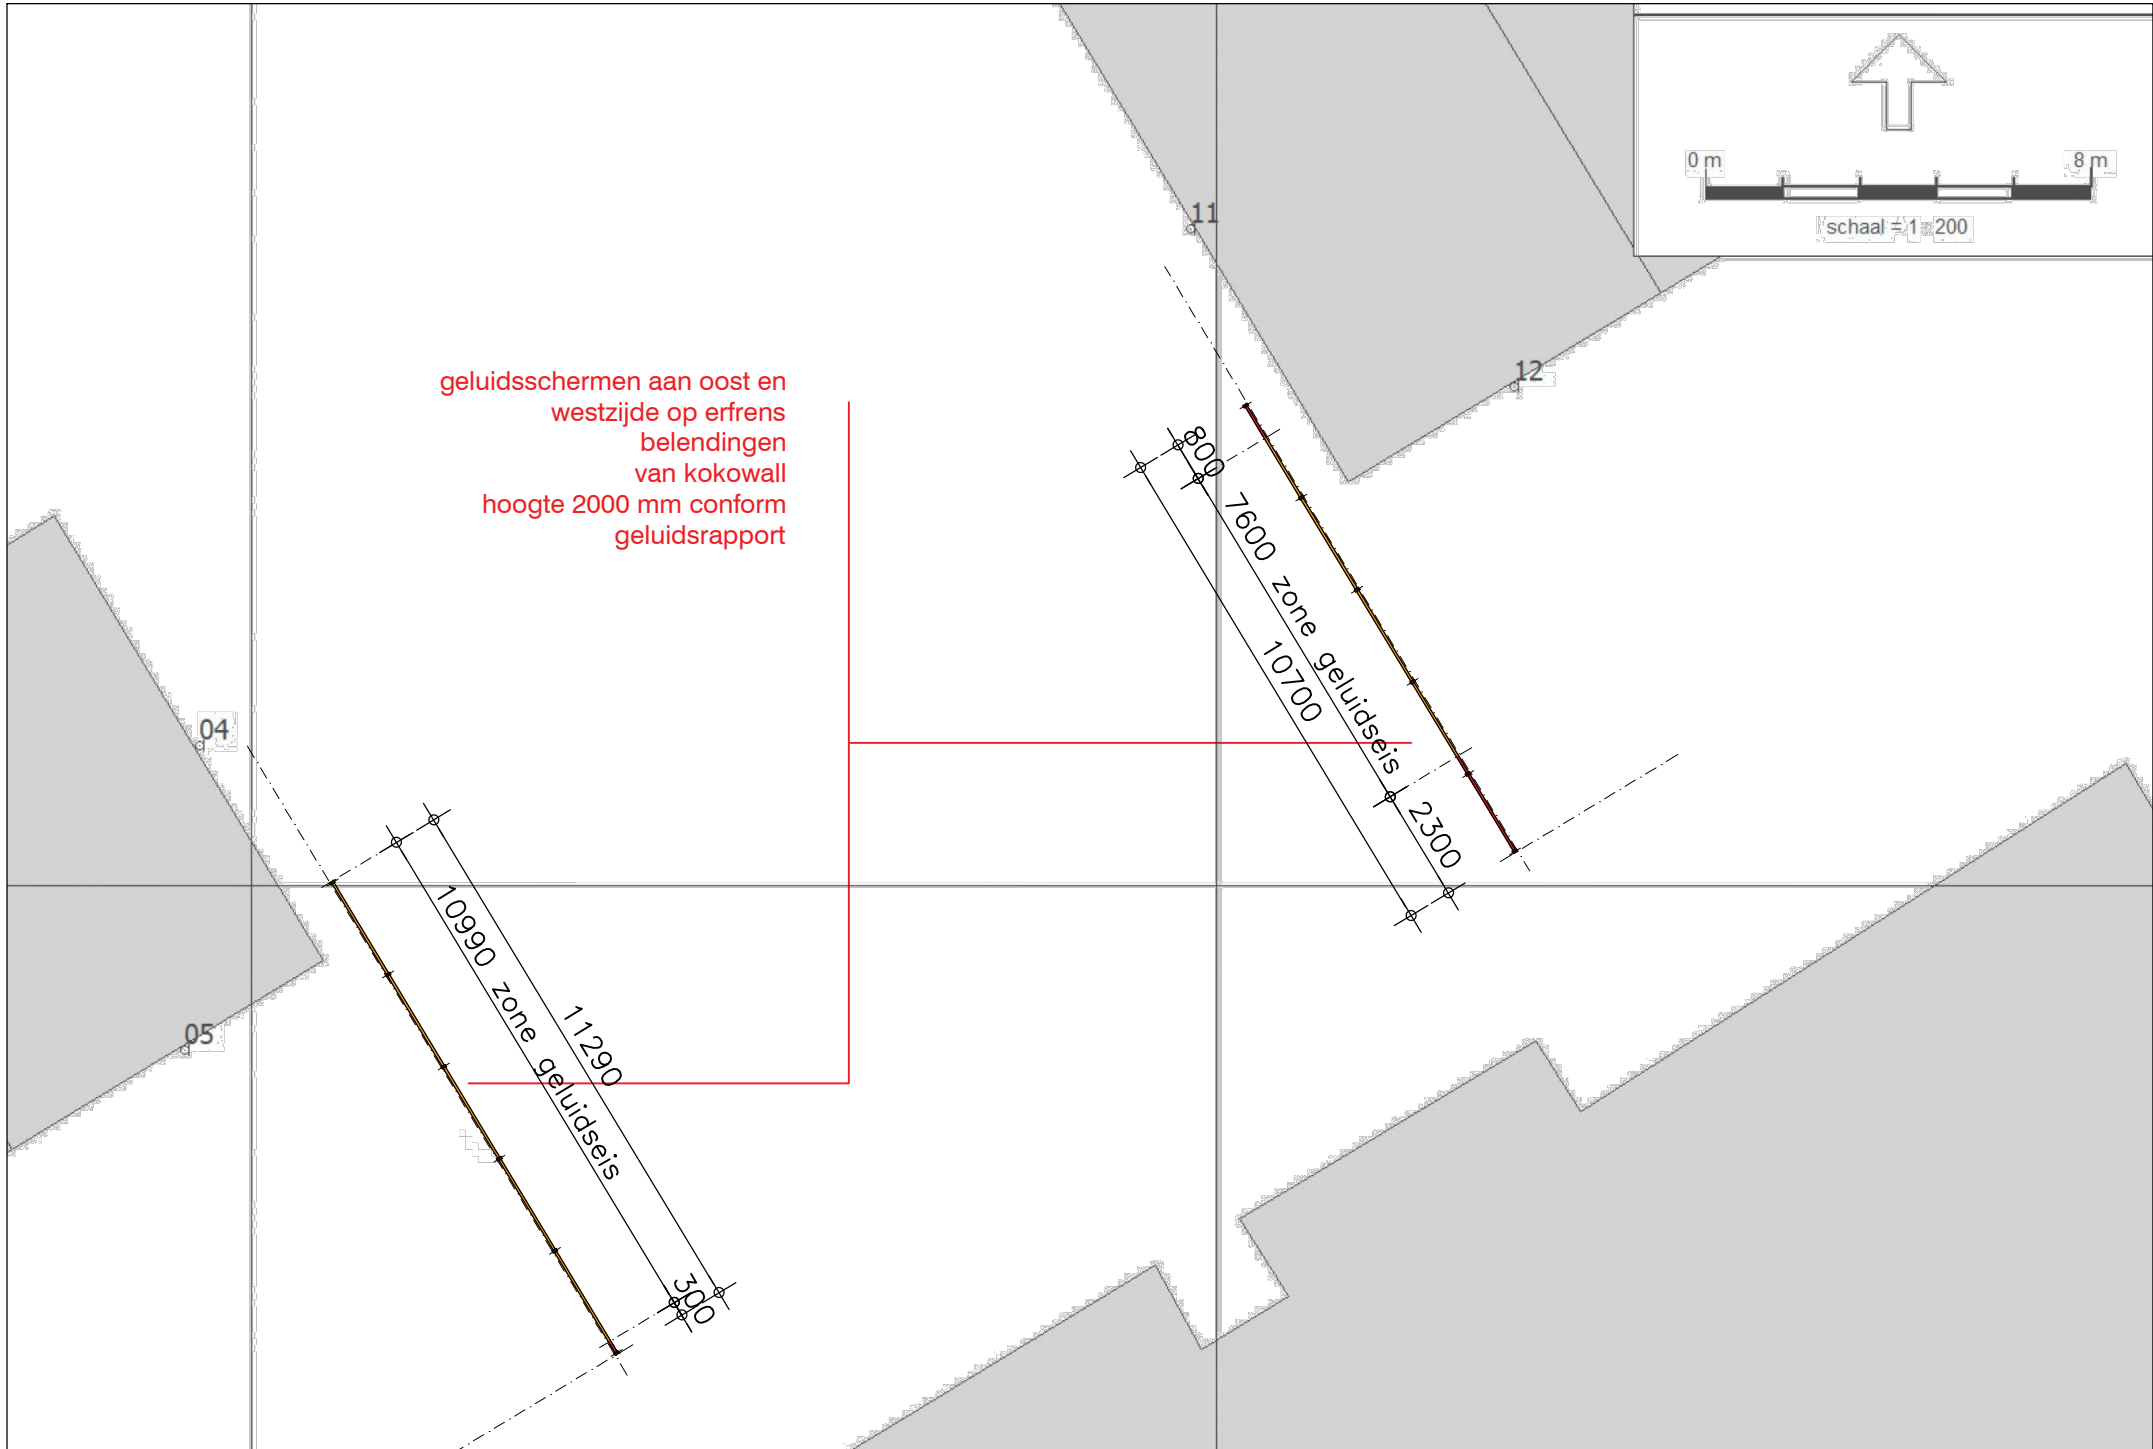 0 m
8 m
schaal = 1 : 200
11
12
geluidsschermen aan oost en
westzijde op erfrens
belendingen
van kokowall
hoogte 2000 mm conform
geluidsrapport
800
7600 zone geluidseis
10700
2300
04
05
10990 zone geluidseis
11290
300